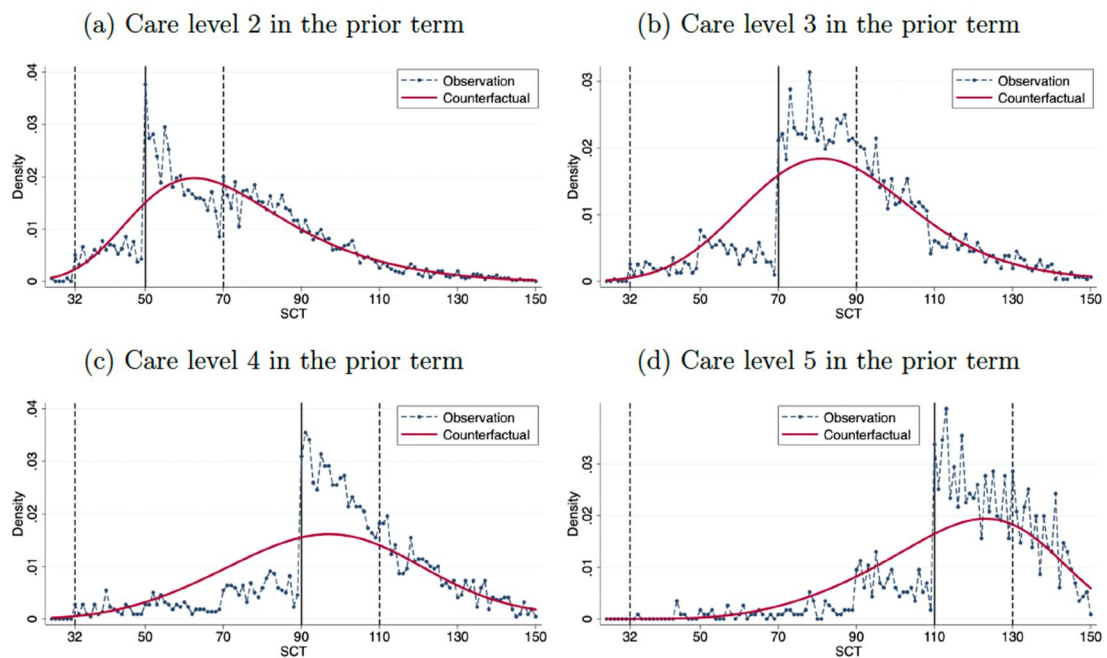 (a) Care level 2 in the prior term
.04
.03
.02
.01
0
Density
Observation
Counterfactual
32 50 70 90 110 130 150
SCT
(b) Care level 3 in the prior term
.03
.02
.01
0
Density
Observation
Counterfactual
32 50 70 90 110 130 150
SCT
(c) Care level 4 in the prior term
.04
.03
.02
.01
0
Density
Observation
Counterfactual
32 50 70 90 110 130 150
SCT
(d) Care level 5 in the prior term
.03
.02
.01
0
Density
Observation
Counterfactual
32 50 70 90 110 130 150
SCT